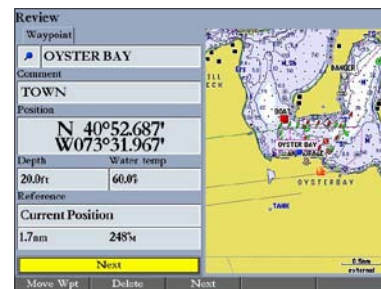 Review
Waypoint
OYSTER BAY
Comment
TOWN
Position
N 40°52.687'
W073°31.967'
Depth
Water temp
20.0ft
60.0°F
Reference
Current Position
1.7nm
248°M
Next
Move Wpt
Delete
Next
DANGER
OYSTER BAY
OYSTERBAY
TANK
0.5nm
external